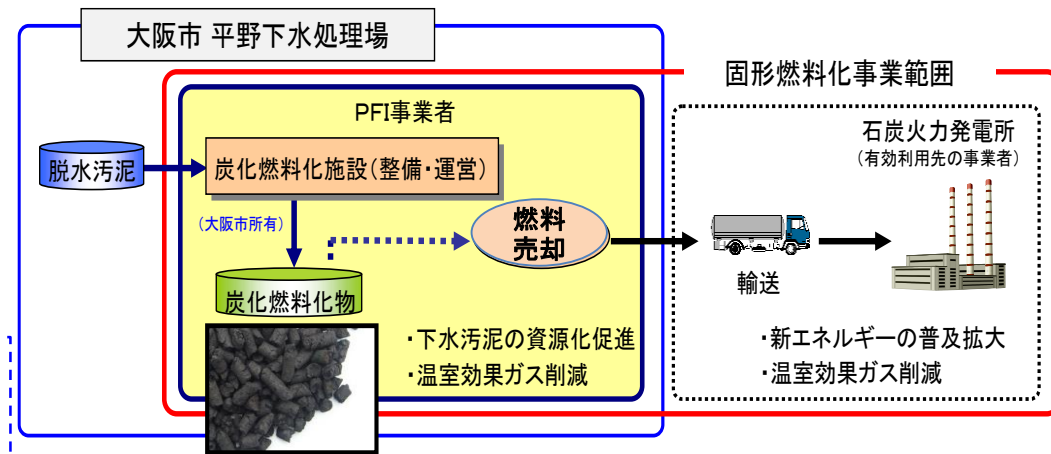 大阪市 平野下水処理場
固形燃料化事業範囲
PFI事業者
脱水汚泥
炭化燃料化施設(整備・運営)
(大阪市所有)
炭化燃料化物
燃料
売却
・下水汚泥の資源化促進
・温室効果ガス削減
石炭火力発電所
(有効利用先の事業者)
輸送
・新エネルギーの普及拡大
・温室効果ガス削減